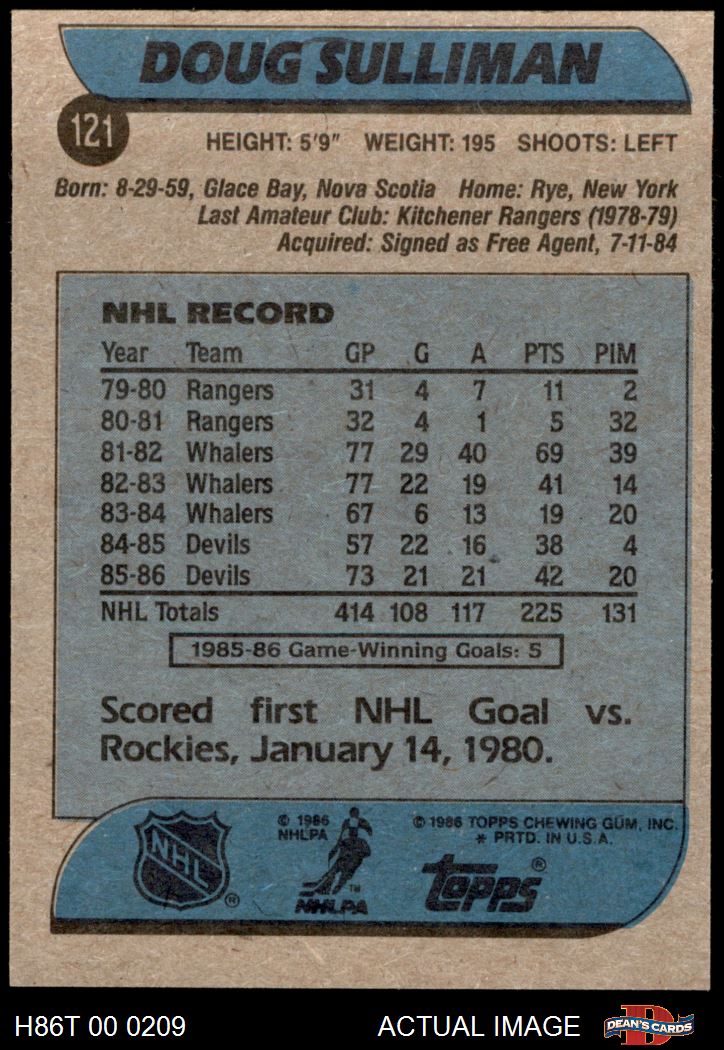 DOUG SULLIMAN
121
HEIGHT: 5'9" WEIGHT: 195 SHOOTS: LEFT
Born: 8-29-59, Glace Bay, Nova Scotia Home: Rye, New York
Last Amateur Club: Kitchener Rangers (1978-79)
Acquired: Signed as Free Agent, 7-11-84
NHL RECORD
Year Team GP G A PTS PIM
79-80 Rangers 31 4 7 11 2
80-81 Rangers 32 4 1 5 32
81-82 Whalers 77 29 40 69 39
82-83 Whalers 77 22 19 41 14
83-84 Whalers 67 6 13 19 20
84-85 Devils 57 22 16 38 4
85-86 Devils 73 21 21 42 20
NHL Totals 414 108 117 225 131
1985-86 Game-Winning Goals: 5
Scored first NHL Goal vs.
Rockies, January 14, 1980.
NHL ®
© 1986
NHLPA
™
NHLPA
© 1986 TOPPS CHEWING GUM, INC.
* PRTD. IN U.S.A.
topps ®
H86T 00 0209 ACTUAL IMAGE
D
DEAN'S CARDS